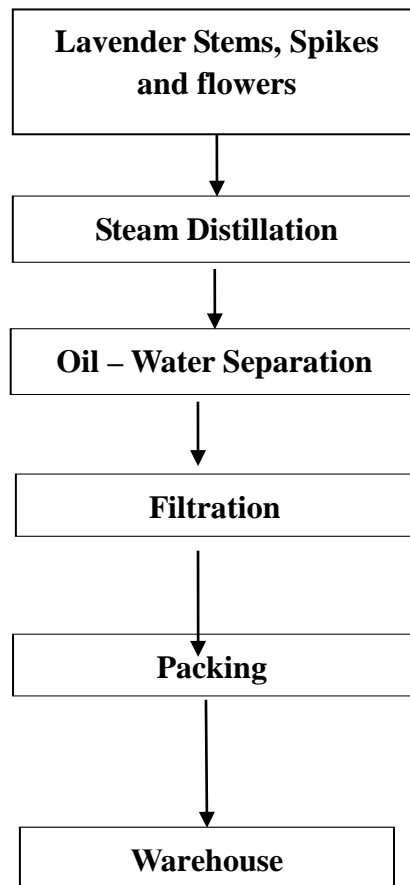 Lavender Stems, Spikes
and flowers
Steam Distillation
Oil – Water Separation
Filtration
Packing
Warehouse